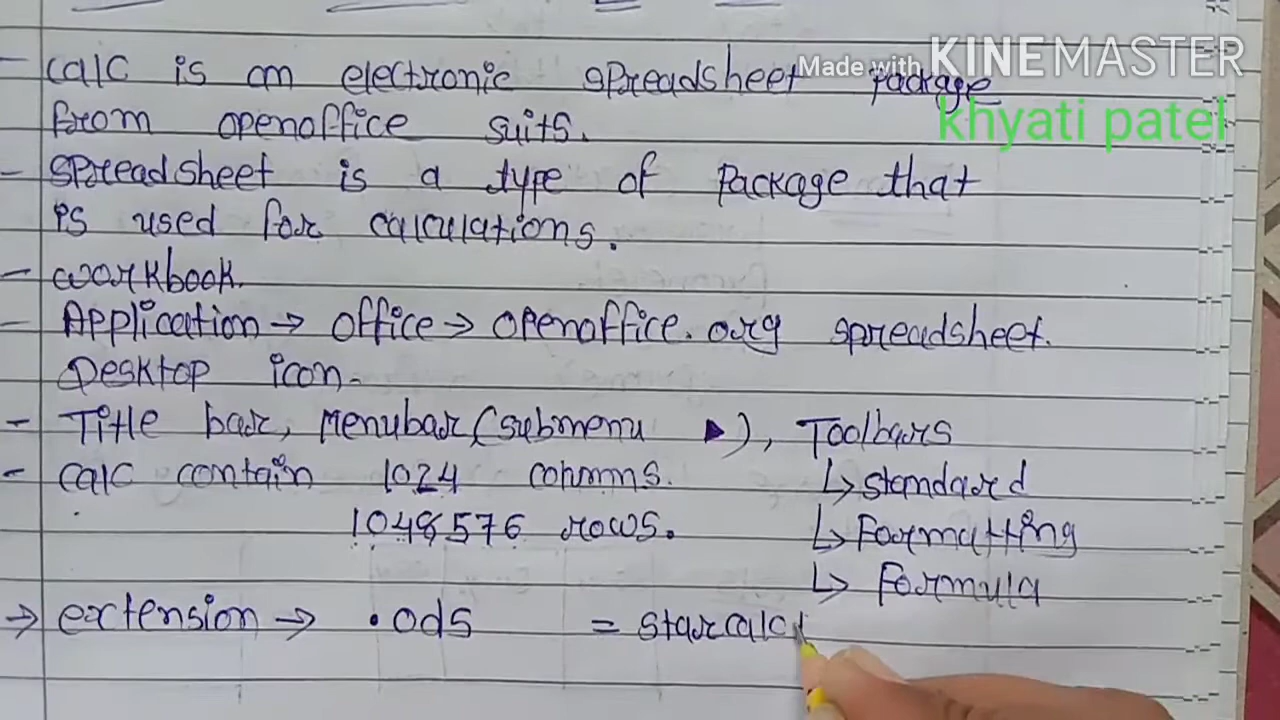 Made with KINEMASTER
khyati patel
- calc is an electronic spreadsheet package
from openoffice suits.
- spreadsheet is a type of package that
is used for calculations.
- workbook.
- Application → office → openoffice.org spreadsheet.
Desktop icon.
- Title bar, Menubar, (submenu ▶), Toolbars
- calc contain 1024 columns. ↳ standard
1048576 rows. ↳ Formatting
↳ Formula
→ extension → .ods = starcalc